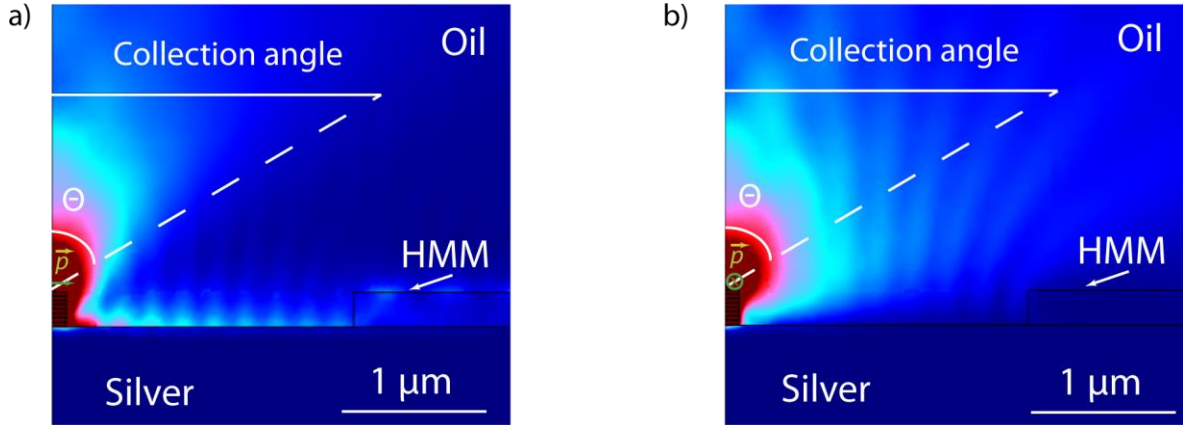 a)
Collection angle
Oil
Θ
p
HMM
Silver
1 µm
b)
Collection angle
Oil
Θ
p
HMM
Silver
1 µm